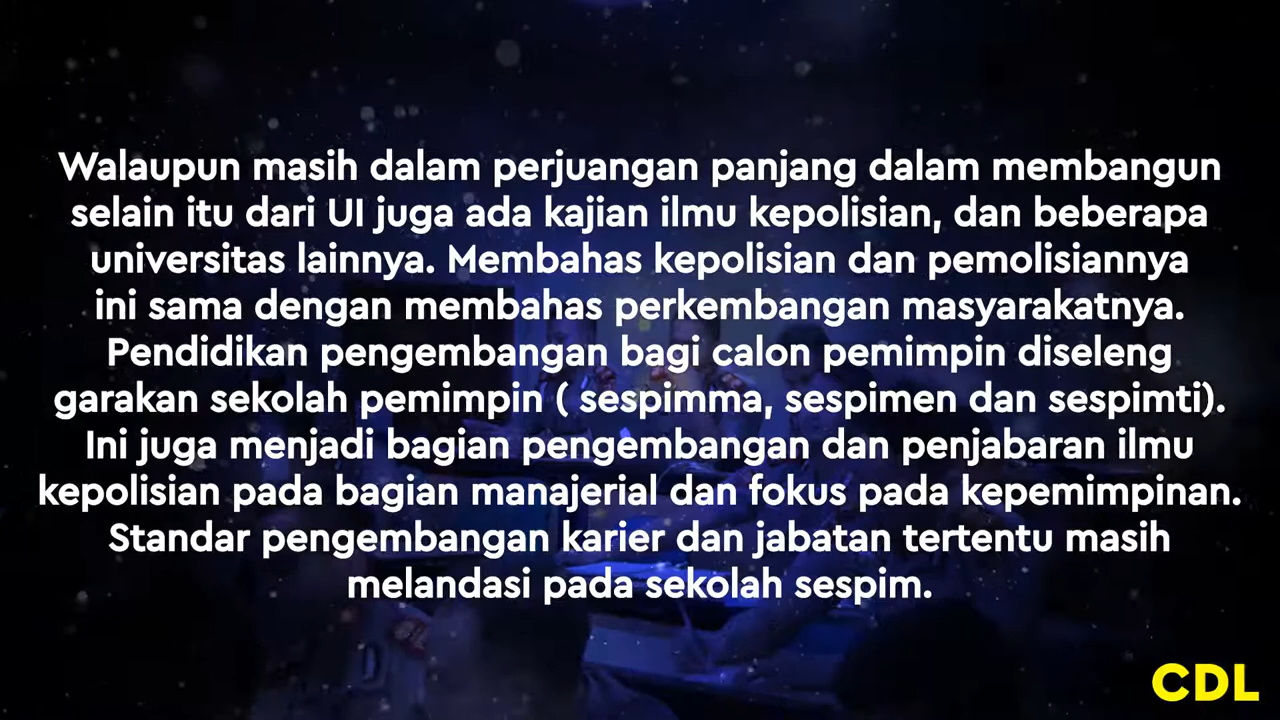 Walaupun masih dalam perjuangan panjang dalam membangun
selain itu dari UI juga ada kajian ilmu kepolisian, dan beberapa
universitas lainnya. Membahas kepolisian dan pemolisiannya
ini sama dengan membahas perkembangan masyarakatnya.
Pendidikan pengembangan bagi calon pemimpin diseleng
garakan sekolah pemimpin ( sespimma, sespimen dan sespimti).
Ini juga menjadi bagian pengembangan dan penjabaran ilmu
kepolisian pada bagian manajerial dan fokus pada kepemimpinan.
Standar pengembangan karier dan jabatan tertentu masih
melandasi pada sekolah sespim.
CDL